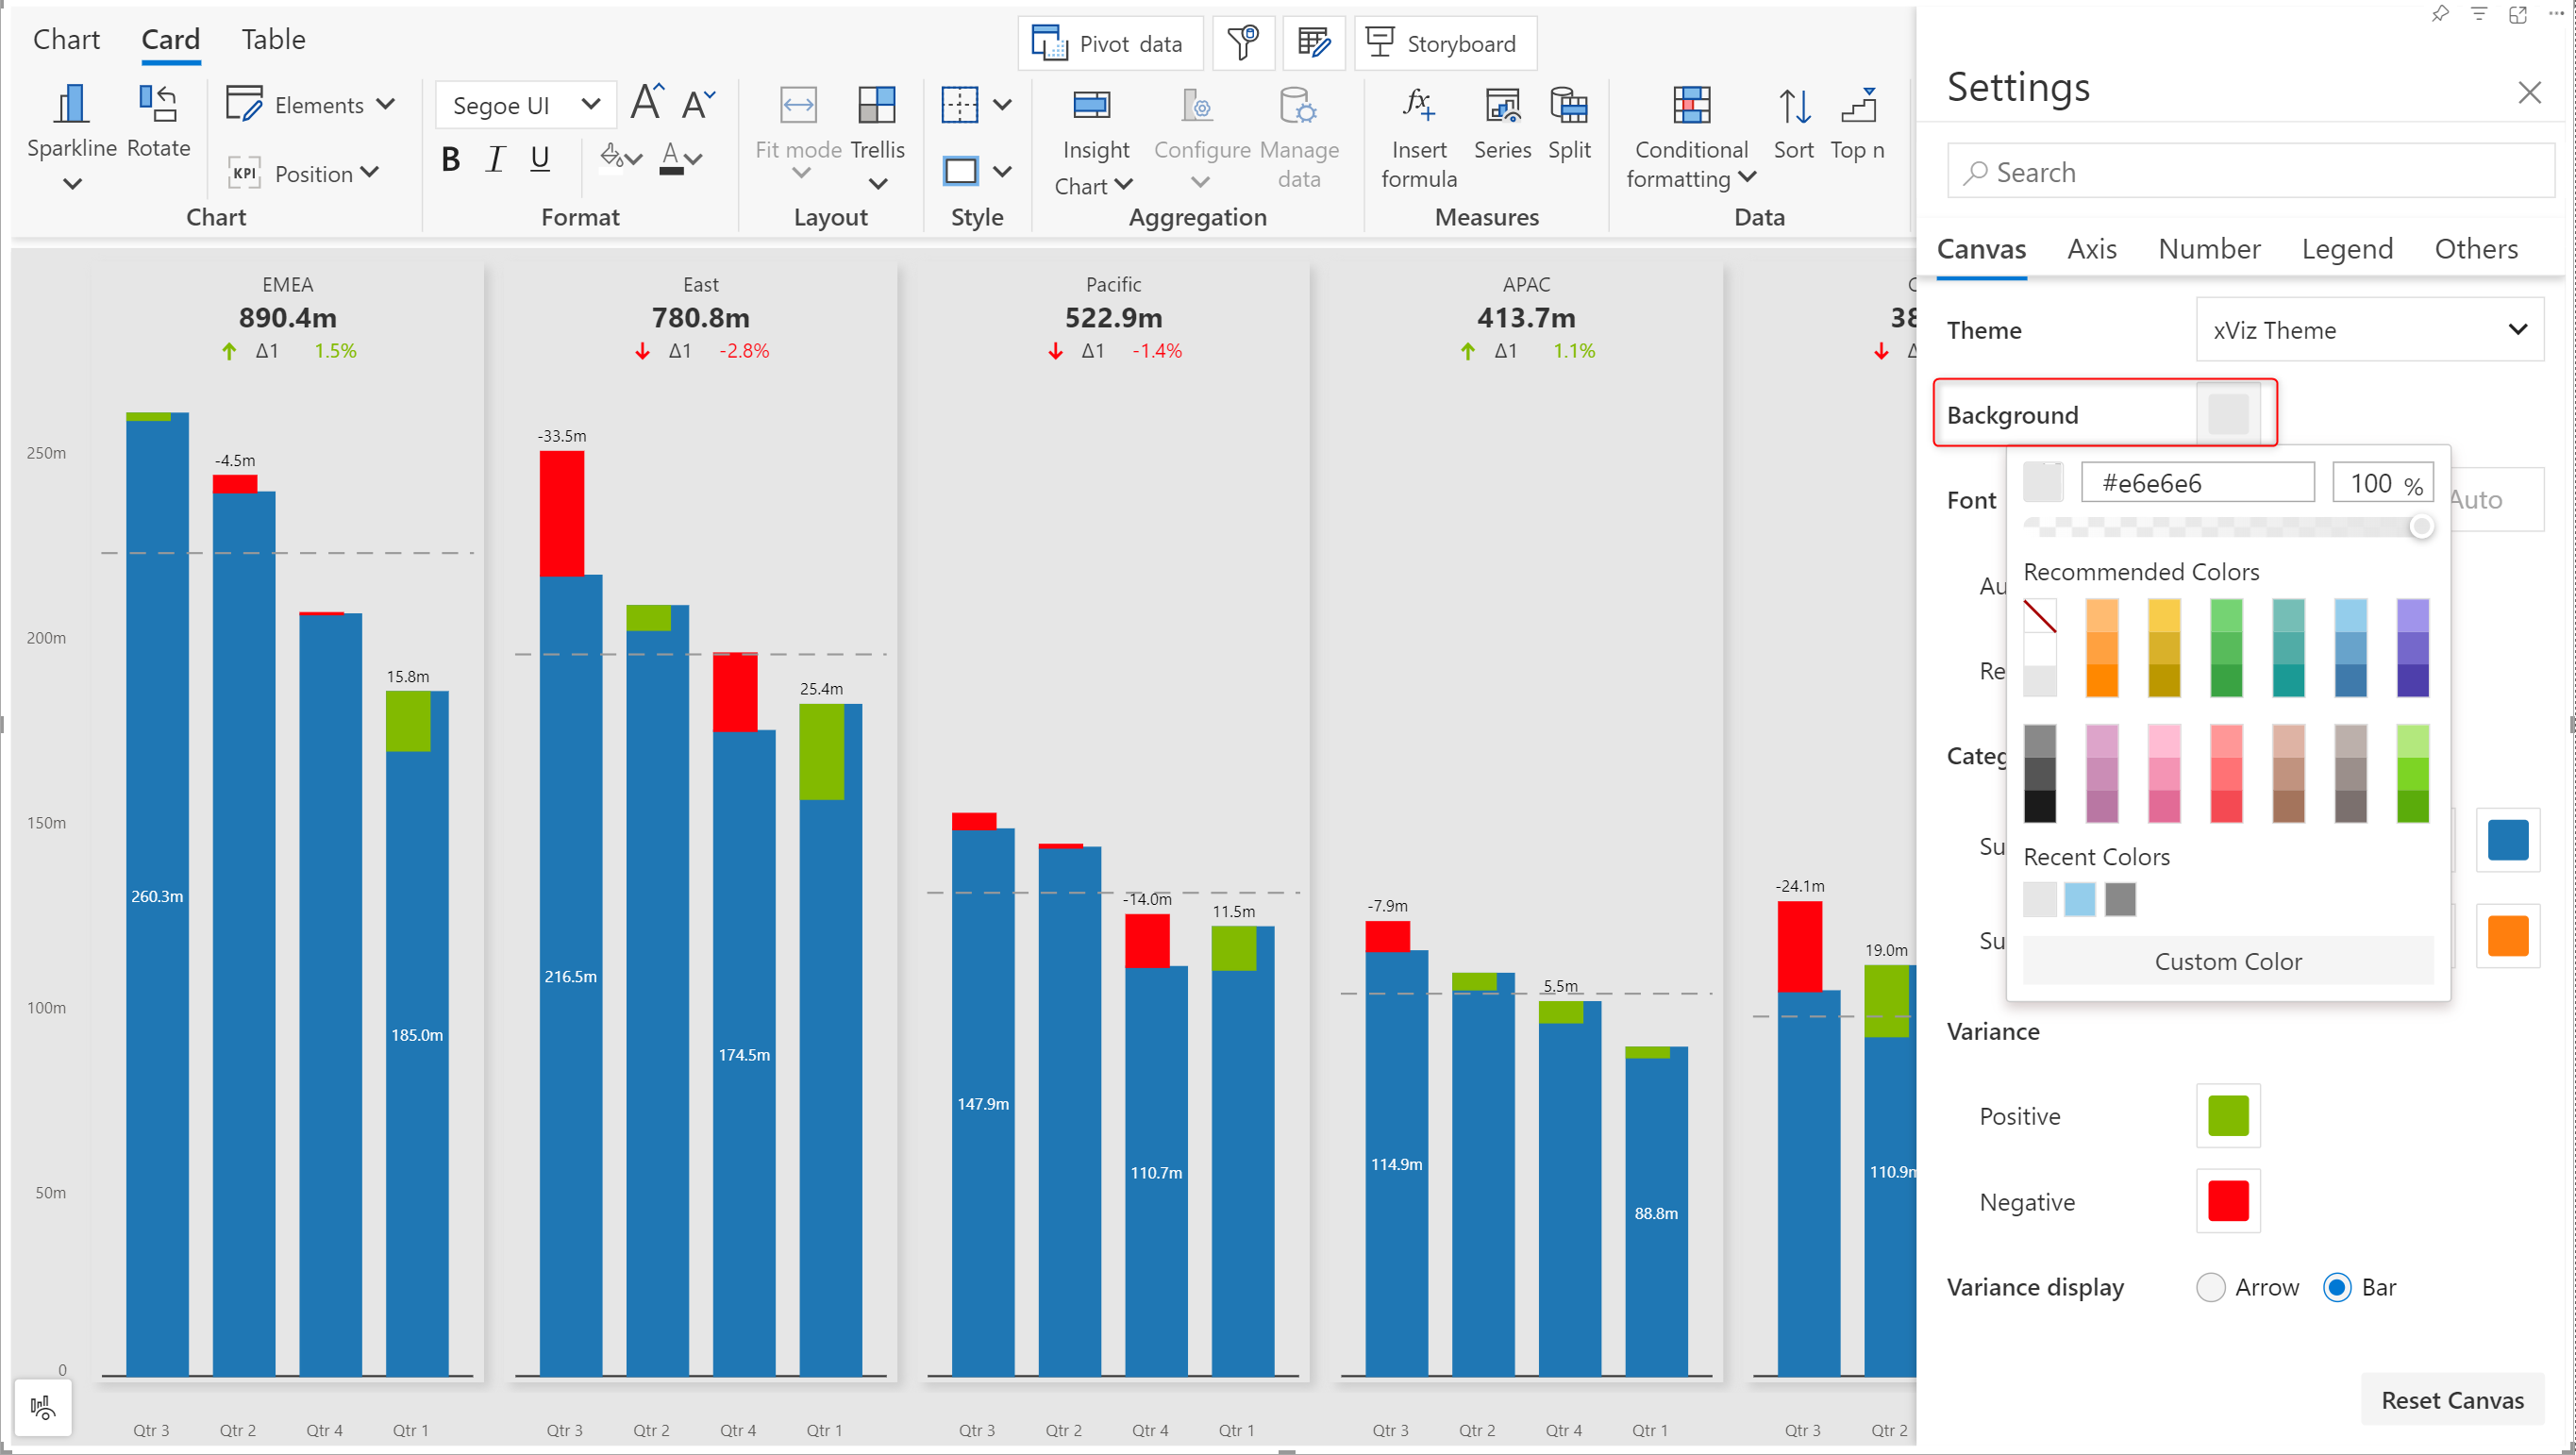 Chart Card Table
Pivot data
Storyboard
Sparkline
Rotate
Elements
KPI Position
Chart
Segoe UI
A A
B I U A
Format
Fit mode
Trellis
Layout
Style
Insight Chart
Configure
Manage data
Aggregation
fx Insert formula
Series
Split
Measures
Conditional formatting
Sort
Top n
Data
EMEA
890.4m
Δ1 1.5%
East
780.8m
Δ1 -2.8%
Pacific
522.9m
Δ1 -1.4%
APAC
413.7m
Δ1 1.1%
38
250m
200m
150m
100m
50m
0
-4.5m
15.8m
260.3m
185.0m
Qtr 3 Qtr 2 Qtr 4 Qtr 1
-33.5m
25.4m
216.5m
174.5m
Qtr 3 Qtr 2 Qtr 4 Qtr 1
-14.0m
11.5m
147.9m
110.7m
Qtr 3 Qtr 2 Qtr 4 Qtr 1
-7.9m
5.5m
114.9m
88.8m
Qtr 3 Qtr 2 Qtr 4 Qtr 1
-24.1m
19.0m
110.9m
Qtr 3 Qtr 2
Settings
Search
Canvas Axis Number Legend Others
Theme xViz Theme
Background
#e6e6e6 100 %
Font Auto
Recommended Colors
Au
Re
Categ
Su
Su
Recent Colors
Custom Color
Variance
Positive
Negative
Variance display Arrow Bar
Reset Canvas